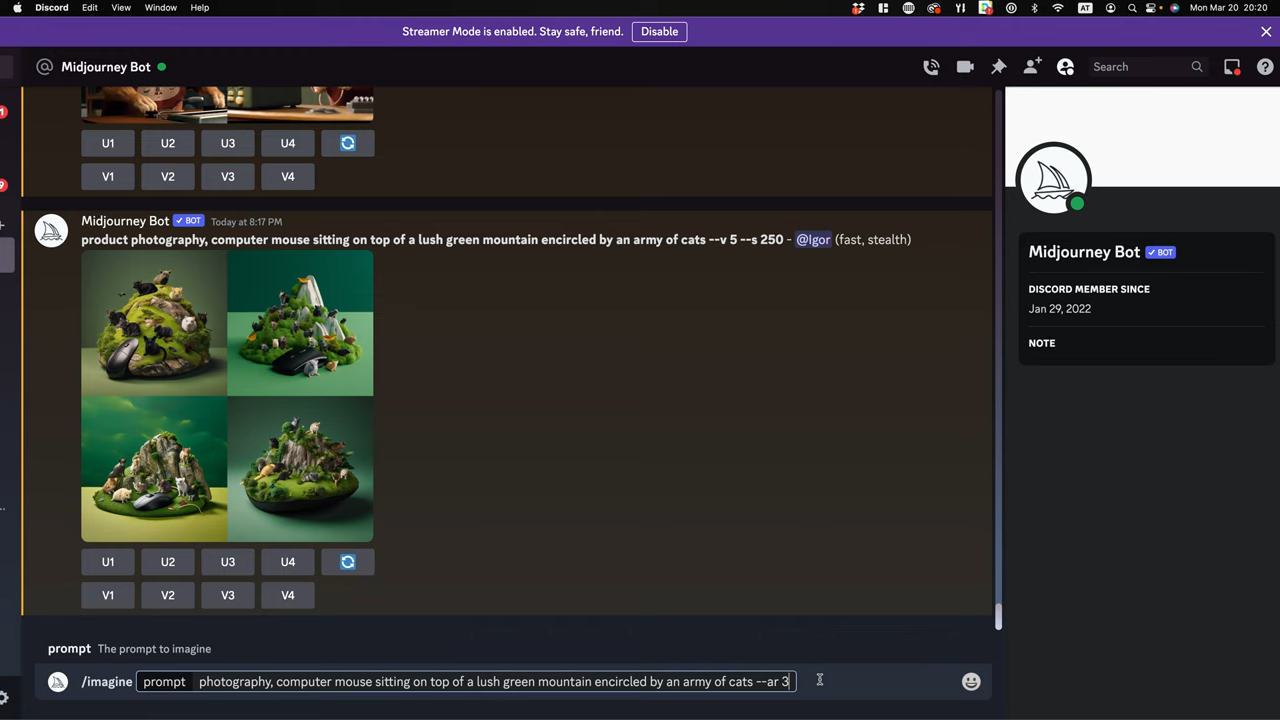 Discord Edit View Window Help AT Mon Mar 20 20:20
Streamer Mode is enabled. Stay safe, friend. Disable
@ Midjourney Bot Search
1
U1 U2 U3 U4
V1 V2 V3 V4
9
Midjourney Bot ✓ BOT Today at 8:17 PM
product photography, computer mouse sitting on top of a lush green mountain encircled by an army of cats --v 5 --s 250 - @Igor (fast, stealth)
Midjourney Bot ✓ BOT
DISCORD MEMBER SINCE
Jan 29, 2022
NOTE
U1 U2 U3 U4
V1 V2 V3 V4
prompt The prompt to imagine
/imagine prompt photography, computer mouse sitting on top of a lush green mountain encircled by an army of cats --ar 3